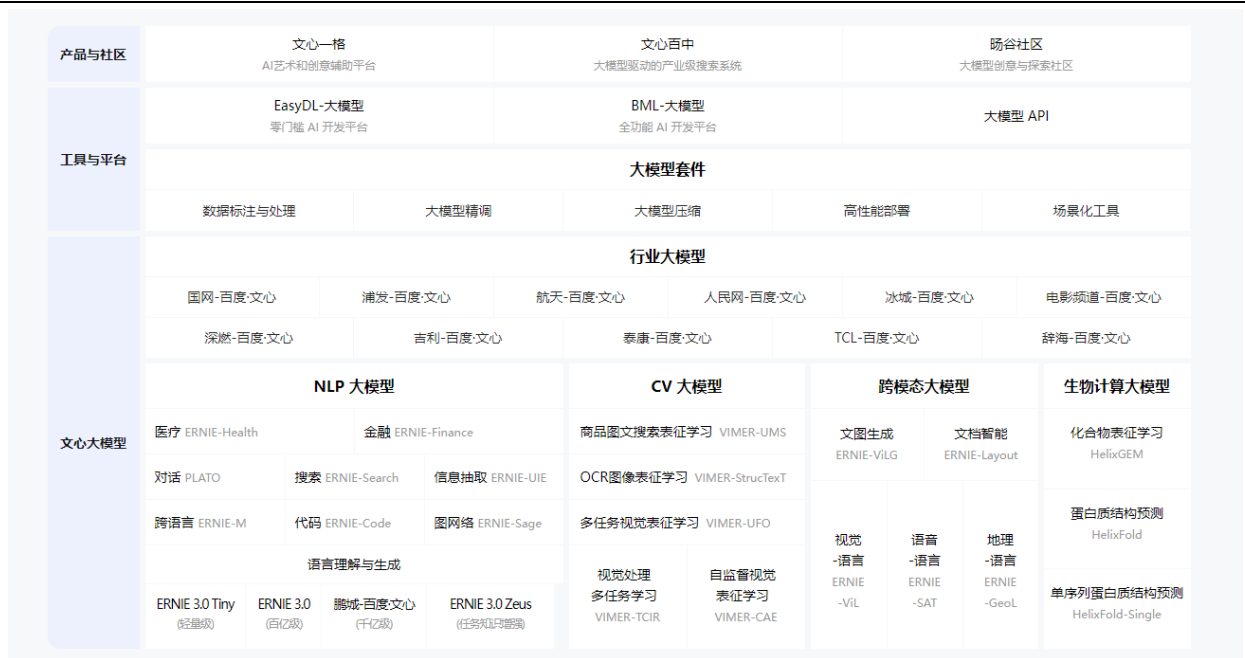 产品与社区
文心一格
AI艺术和创意辅助平台
文心百中
大模型驱动的产业级搜索系统
旸谷社区
大模型创意与探索社区
工具与平台
EasyDL-大模型
零门槛 AI 开发平台
BML-大模型
全功能 AI 开发平台
大模型 API
大模型套件
数据标注与处理
大模型精调
大模型压缩
高性能部署
场景化工具
文心大模型
行业大模型
国网-百度·文心
浦发-百度·文心
航天-百度·文心
人民网-百度·文心
冰城-百度·文心
电影频道-百度·文心
深燃-百度·文心
吉利-百度·文心
泰康-百度·文心
TCL-百度·文心
辞海-百度·文心
NLP 大模型
医疗 ERNIE-Health
金融 ERNIE-Finance
对话 PLATO
搜索 ERNIE-Search
信息抽取 ERNIE-UIE
跨语言 ERNIE-M
代码 ERNIE-Code
图网络 ERNIE-Sage
语言理解与生成
ERNIE 3.0 Tiny
(轻量级)
ERNIE 3.0
(百亿级)
鹏城-百度·文心
(千亿级)
ERNIE 3.0 Zeus
(任务知识增强)
CV 大模型
商品图文搜索表征学习 VIMER-UMS
OCR图像表征学习 VIMER-StrucTexT
多任务视觉表征学习 VIMER-UFO
视觉处理
多任务学习
VIMER-TCIR
自监督视觉
表征学习
VIMER-CAE
跨模态大模型
文图生成
ERNIE-ViLG
文档智能
ERNIE-Layout
视觉
-语言
ERNIE
-ViL
语音
-语言
ERNIE
-SAT
地理
-语言
ERNIE
-GeoL
生物计算大模型
化合物表征学习
HelixGEM
蛋白质结构预测
HelixFold
单序列蛋白质结构预测
HelixFold-Single